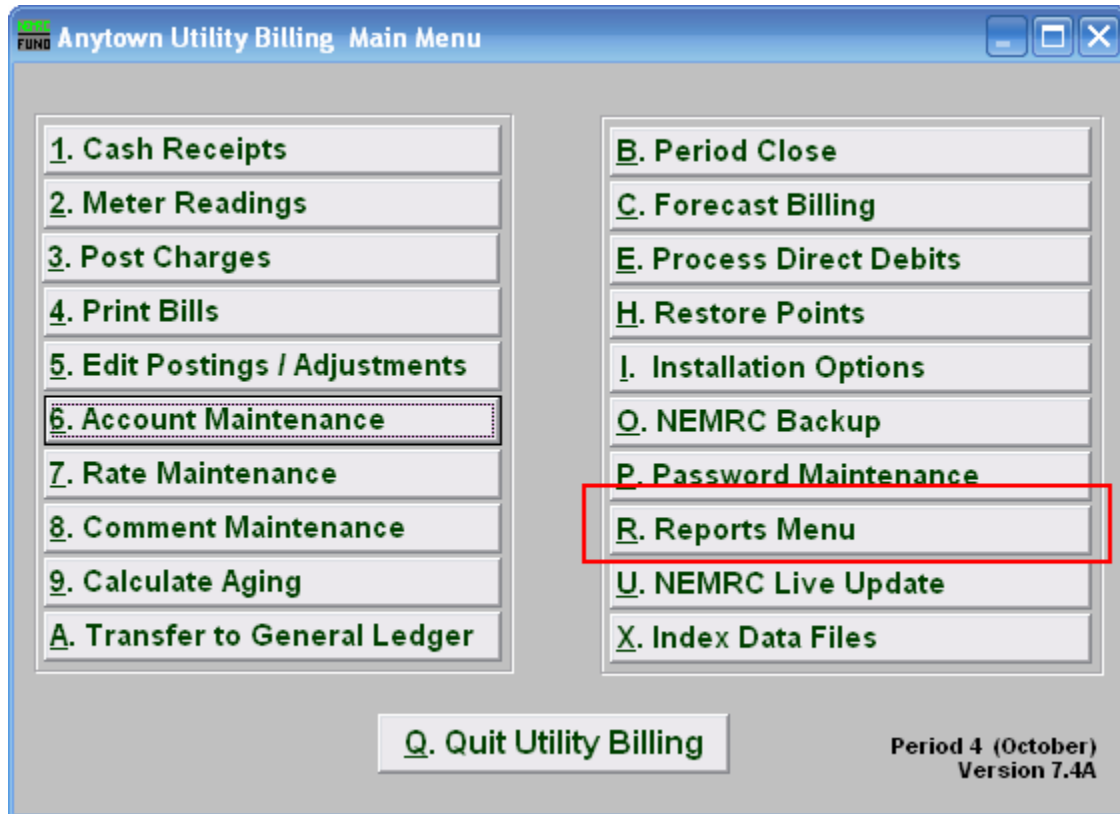 NEMRC
FUND
Anytown Utility Billing Main Menu
1. Cash Receipts
2. Meter Readings
3. Post Charges
4. Print Bills
5. Edit Postings / Adjustments
6. Account Maintenance
7. Rate Maintenance
8. Comment Maintenance
9. Calculate Aging
A. Transfer to General Ledger
B. Period Close
C. Forecast Billing
E. Process Direct Debits
H. Restore Points
I. Installation Options
O. NEMRC Backup
P. Password Maintenance
R. Reports Menu
U. NEMRC Live Update
X. Index Data Files
Q. Quit Utility Billing
Period 4 (October)
Version 7.4A